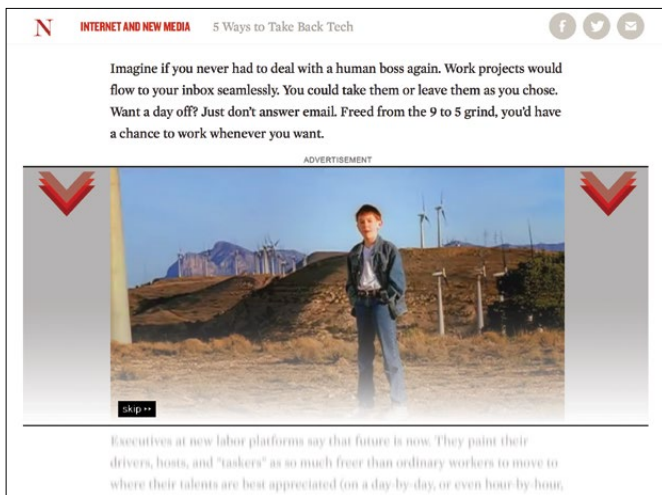 N INTERNET AND NEW MEDIA 5 Ways to Take Back Tech
Imagine if you never had to deal with a human boss again. Work projects would
flow to your inbox seamlessly. You could take them or leave them as you chose.
Want a day off? Just don't answer email. Freed from the 9 to 5 grind, you'd have
a chance to work whenever you want.
ADVERTISEMENT
skip
Executives at new labor platforms say that future is now. They paint their
drivers, hosts, and "taskers" as so much freer than ordinary workers to move to
where their talents are best appreciated (on a day-by-day, or even hour-by-hour,